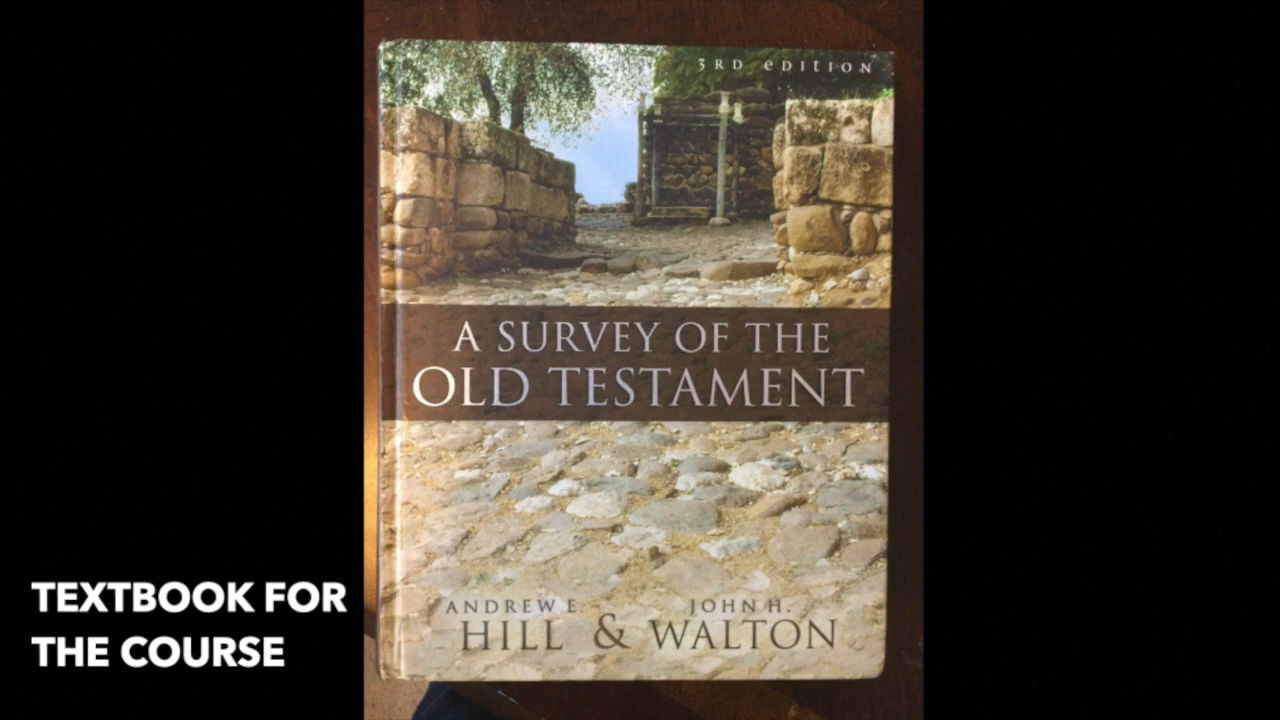 3RD EDITION
A SURVEY OF THE
OLD TESTAMENT
ANDREW E. JOHN H.
HILL & WALTON
TEXTBOOK FOR
THE COURSE